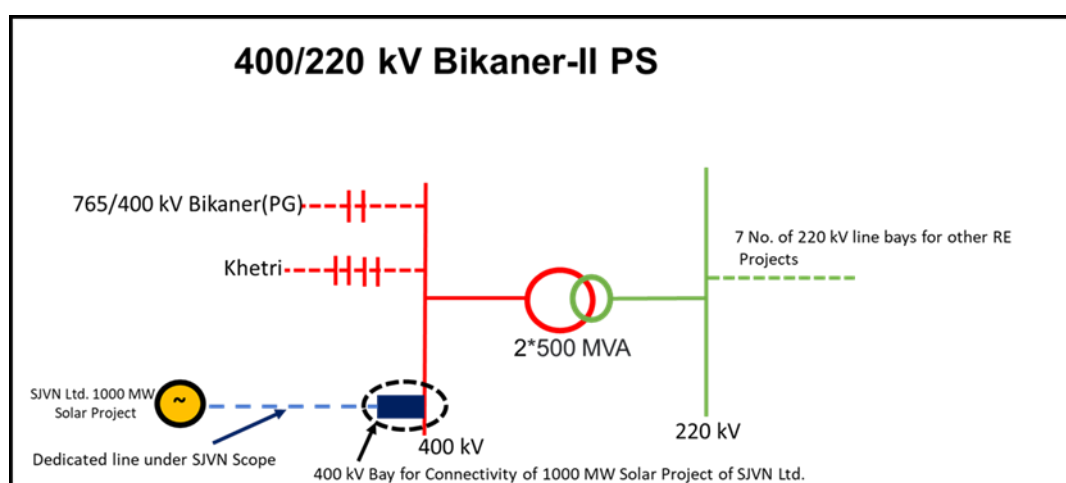 400/220 kV Bikaner-II PS
765/400 kV Bikaner(PG)
7 No. of 220 kV line bays for other RE
Projects
Khetri
2*500 MVA
SJVN Ltd. 1000 MW
Solar Project
~
400 kV
220 kV
Dedicated line under SJVN Scope
400 kV Bay for Connectivity of 1000 MW Solar Project of SJVN Ltd.